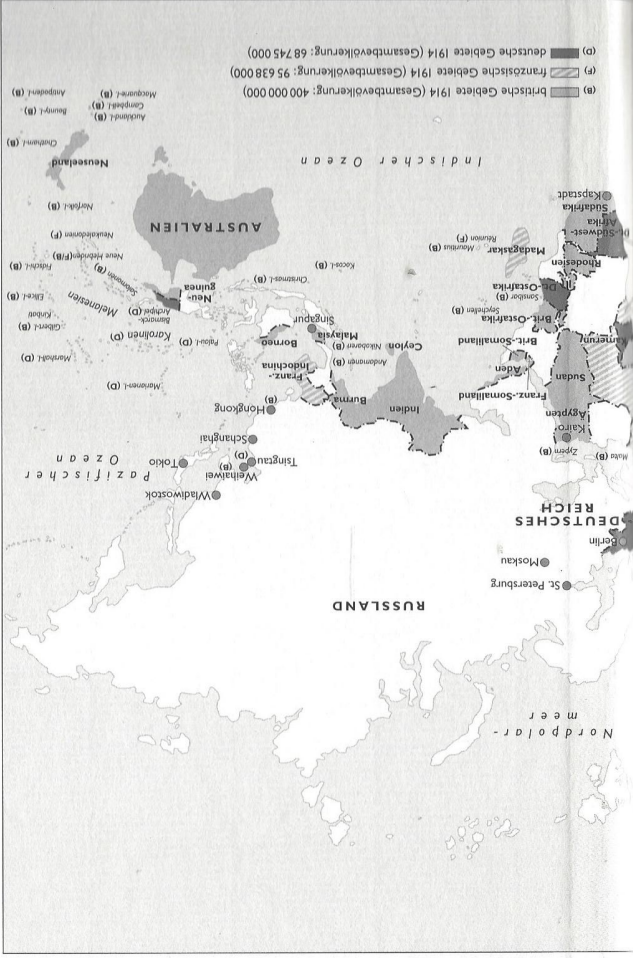 Nordpolar-
meer
St. Petersburg
Moskau
RUSSLAND
Berlin
DEUTSCHES
REICH
Wladiwostok
Pazifischer
Ozean
Malta (B)
Zypern (B)
Kairo
Ägypten
Weihaiwei
(B)
Tsingtau
(D)
Tokio
Schanghai
Hongkong
(B)
Sudan
Kamerun
Franz.-Somaliland
Aden
Brit.-Somaliland
Brit.-Ostafrika
Indien
Burma
Franz.-
Indochina
Marianen (D)
Marshall-I. (D)
Ceylon
Andamanen (B)
Nikobaren (B)
Malaysia
Singapur
Borneo
Palau-I. (D)
Karolinen (D)
Gilbert-I. (B)
Kiribati
Ellice-I. (B)
Seychellen
(B)
Sansibar (B)
Dt.-Ostafrika
Neu-
guinea
Bismarck-
Archipel (D)
Melanesien
Salomonen (B)
Rhodesien
Madagaskar
Mauritius (B)
Réunion
(F)
Kokos-I. (B)
Christmas-I. (B)
Fidschi-I. (B)
Neue Hebriden (F/B)
Neukaledonien (F)
Dt.-Südwest-
Afrika
Südafrika
Kapstadt
Indischer Ozean
AUSTRALIEN
Norfolk-I. (B)
Neuseeland
Chatham-I. (B)
Auckland-I. (B)
Campbell-I. (B)
Macquarie-I. (B)
Bounty-I. (B)
Antipoden-I. (B)
(B) britische Gebiete 1914 (Gesamtbevölkerung: 400 000 000)
(F) französische Gebiete 1914 (Gesamtbevölkerung: 95 638 000)
(D) deutsche Gebiete 1914 (Gesamtbevölkerung: 68 745 000)